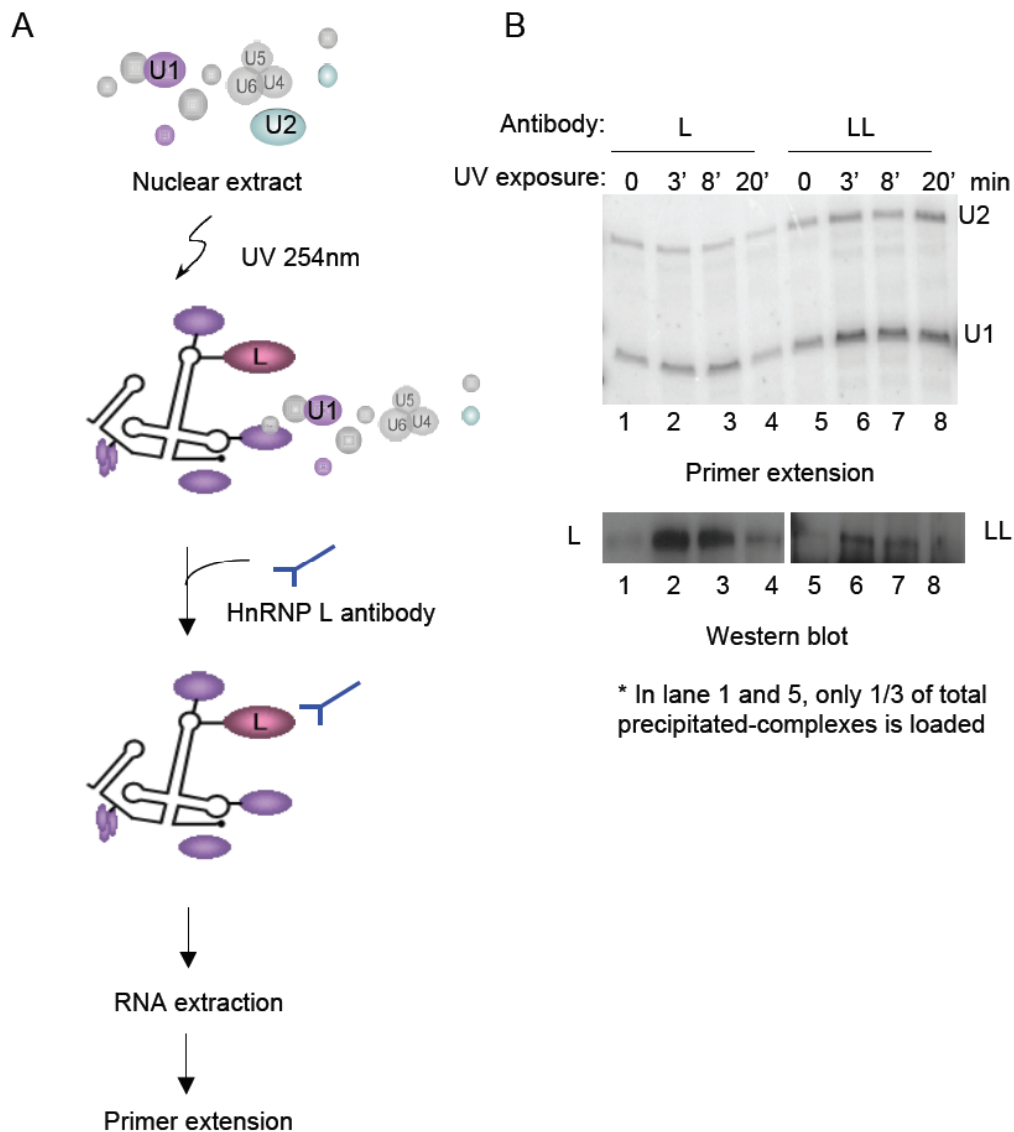 A
U1
U5
U6
U4
U2
Nuclear extract
UV 254nm
L
U1
U5
U6
U4
HnRNP L antibody
L
RNA extraction
Primer extension
B
Antibody: L LL
UV exposure: 0 3’ 8’ 20’ 0 3’ 8’ 20’ min
U2
U1
1 2 3 4 5 6 7 8
Primer extension
L LL
1 2 3 4 5 6 7 8
Western blot
* In lane 1 and 5, only 1/3 of total
precipitated-complexes is loaded